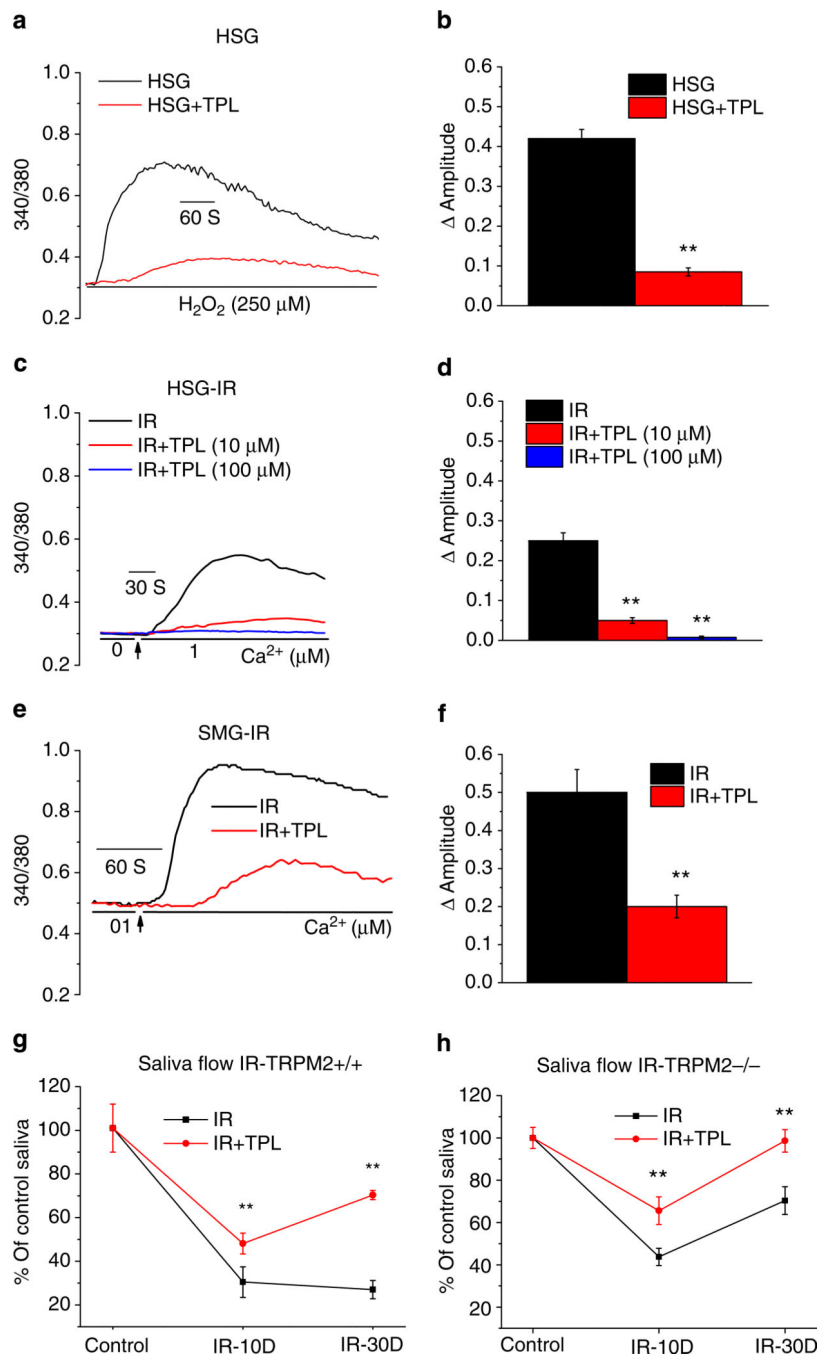 a
HSG
1.0
0.8
0.6
0.4
0.2
340/380
HSG
HSG+TPL
60 S
H₂O₂ (250 μM)
b
0.6
0.5
0.4
0.3
0.2
0.1
0.0
Δ Amplitude
HSG
HSG+TPL
**
c
HSG-IR
1.0
0.8
0.6
0.4
0.2
340/380
IR
IR+TPL (10 μM)
IR+TPL (100 μM)
30 S
0
1
Ca²⁺ (μM)
d
0.6
0.5
0.4
0.3
0.2
0.1
0.0
Δ Amplitude
IR
IR+TPL (10 μM)
IR+TPL (100 μM)
**
**
e
SMG-IR
1.0
0.8
0.6
0.4
0.2
340/380
IR
IR+TPL
60 S
01
Ca²⁺ (μM)
f
0.6
0.5
0.4
0.3
0.2
0.1
0.0
Δ Amplitude
IR
IR+TPL
**
g
Saliva flow IR-TRPM2+/+
120
100
80
60
40
20
% Of control saliva
IR
IR+TPL
**
**
Control
IR-10D
IR-30D
h
Saliva flow IR-TRPM2–/–
120
100
80
60
40
20
% Of control saliva
IR
IR+TPL
**
**
Control
IR-10D
IR-30D